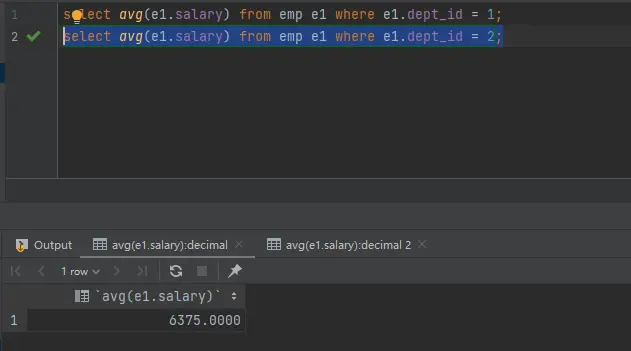 1 select avg(e1.salary) from emp e1 where e1.dept_id = 1;
2 select avg(e1.salary) from emp e1 where e1.dept_id = 2;
Output avg(e1.salary):decimal avg(e1.salary):decimal 2
1 row
`avg(e1.salary)`
1 6375.0000